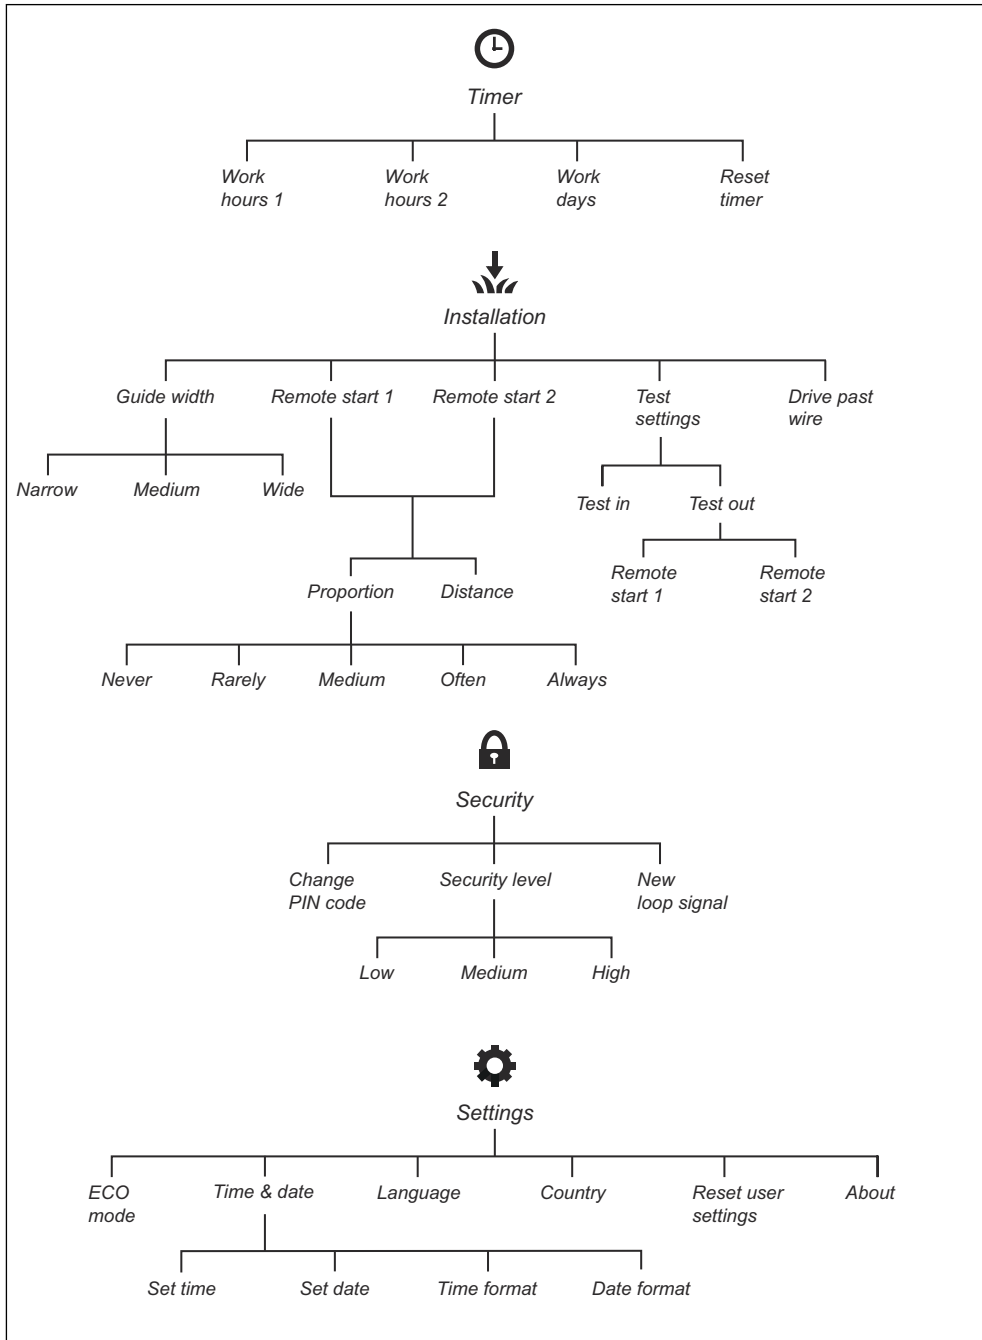 Timer
Work
hours 1
Work
hours 2
Work
days
Reset
timer
Installation
Guide width
Remote start 1
Remote start 2
Test
settings
Drive past
wire
Narrow
Medium
Wide
Test in
Test out
Remote
start 1
Remote
start 2
Proportion
Distance
Never
Rarely
Medium
Often
Always
Security
Change
PIN code
Security level
New
loop signal
Low
Medium
High
Settings
ECO
mode
Time & date
Language
Country
Reset user
settings
About
Set time
Set date
Time format
Date format